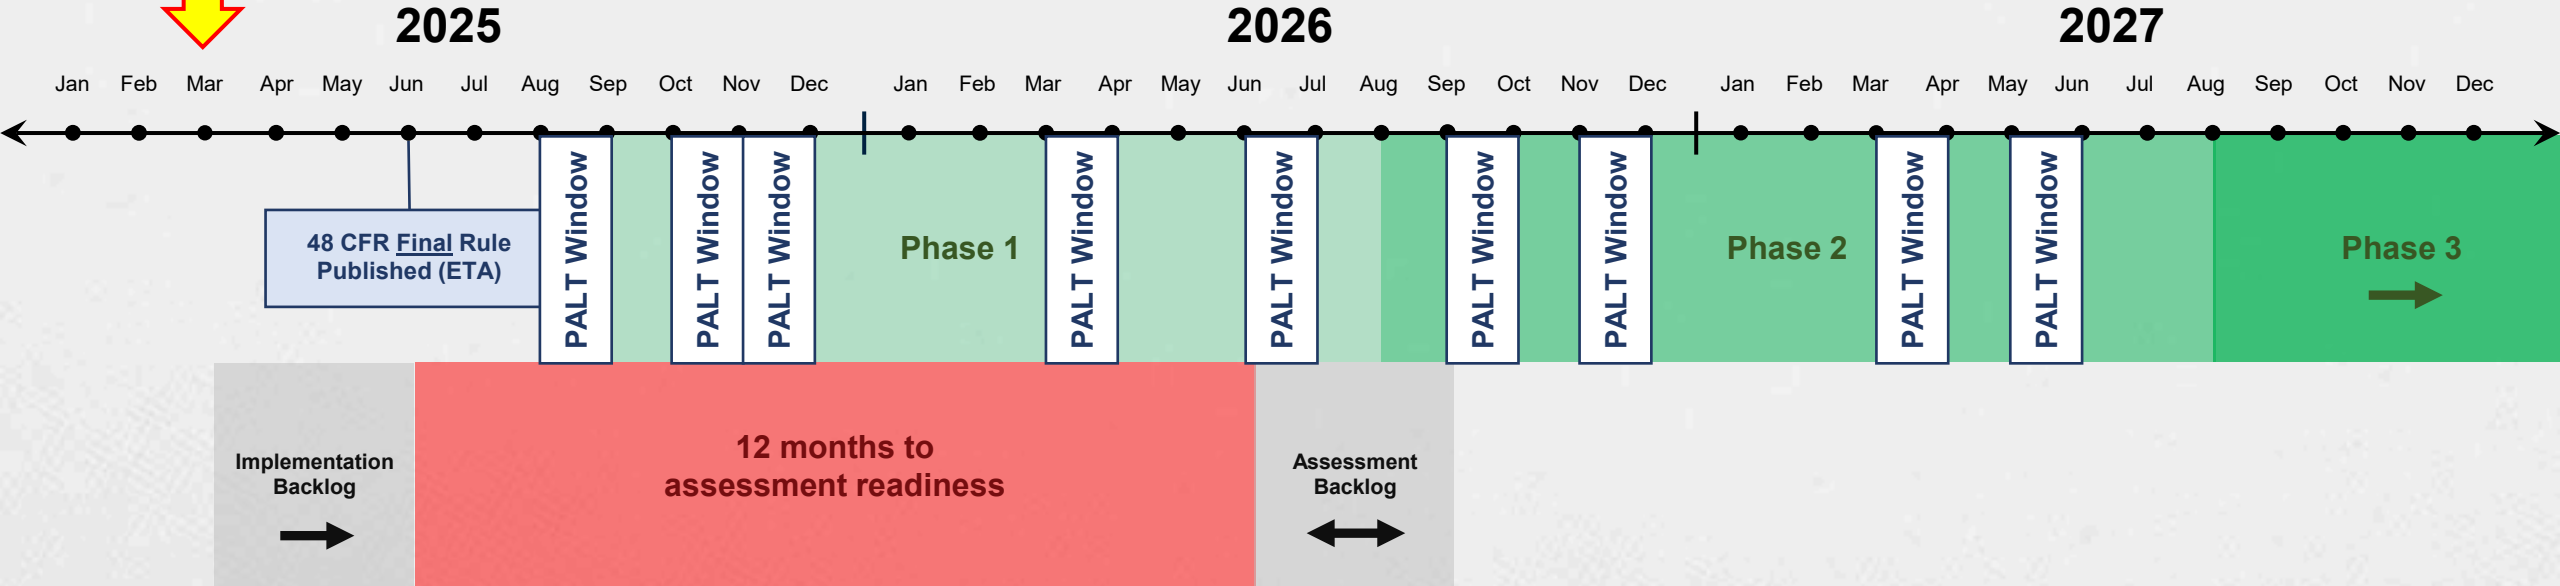 2025
2026
2027
Jan Feb Mar Apr May Jun Jul Aug Sep Oct Nov Dec Jan Feb Mar Apr May Jun Jul Aug Sep Oct Nov Dec Jan Feb Mar Apr May Jun Jul Aug Sep Oct Nov Dec
48 CFR Final Rule
Published (ETA)
PALT Window
PALT Window
PALT Window
Phase 1
PALT Window
PALT Window
PALT Window
PALT Window
Phase 2
PALT Window
PALT Window
Phase 3
Implementation
Backlog
12 months to
assessment readiness
Assessment
Backlog